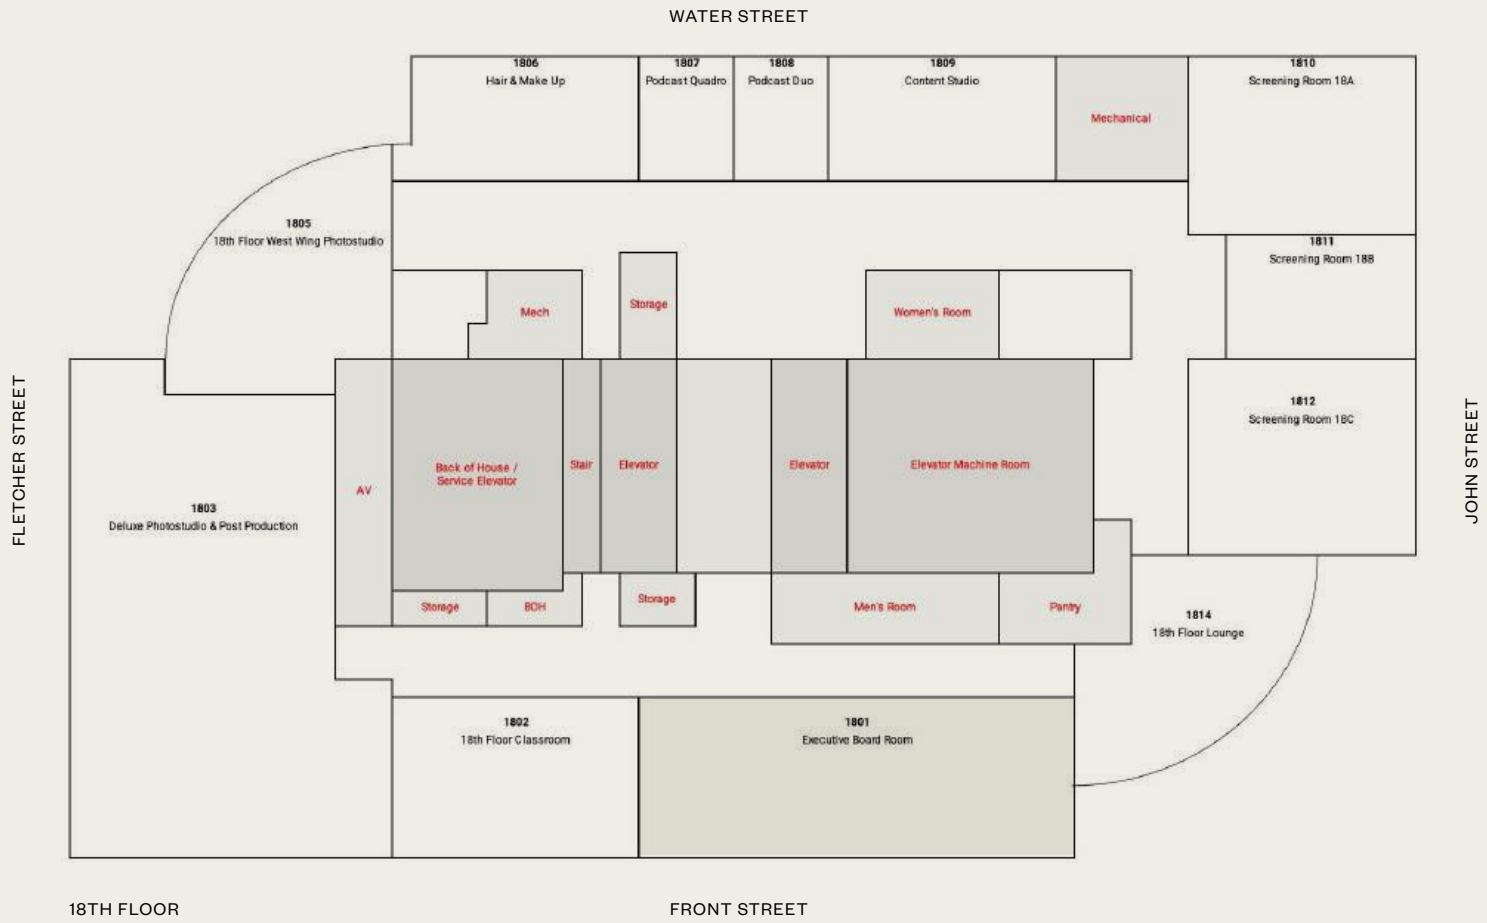 WATER STREET
1806
Hair & Make Up
1807
Podcast Quadro
1808
Podcast Duo
1809
Content Studio
Mechanical
1810
Screening Room 18A
1805
18th Floor West Wing Photostudio
1811
Screening Room 18B
Mech
Storage
Women's Room
FLETCHER STREET
1803
Deluxe Photostudio & Post Production
AV
Back of House /
Service Elevator
Stair
Elevator
Elevator
Elevator Machine Room
1812
Screening Room 18C
JOHN STREET
Storage
BOH
Storage
Men's Room
Pantry
1814
18th Floor Lounge
1802
18th Floor Classroom
1801
Executive Board Room
18TH FLOOR
FRONT STREET